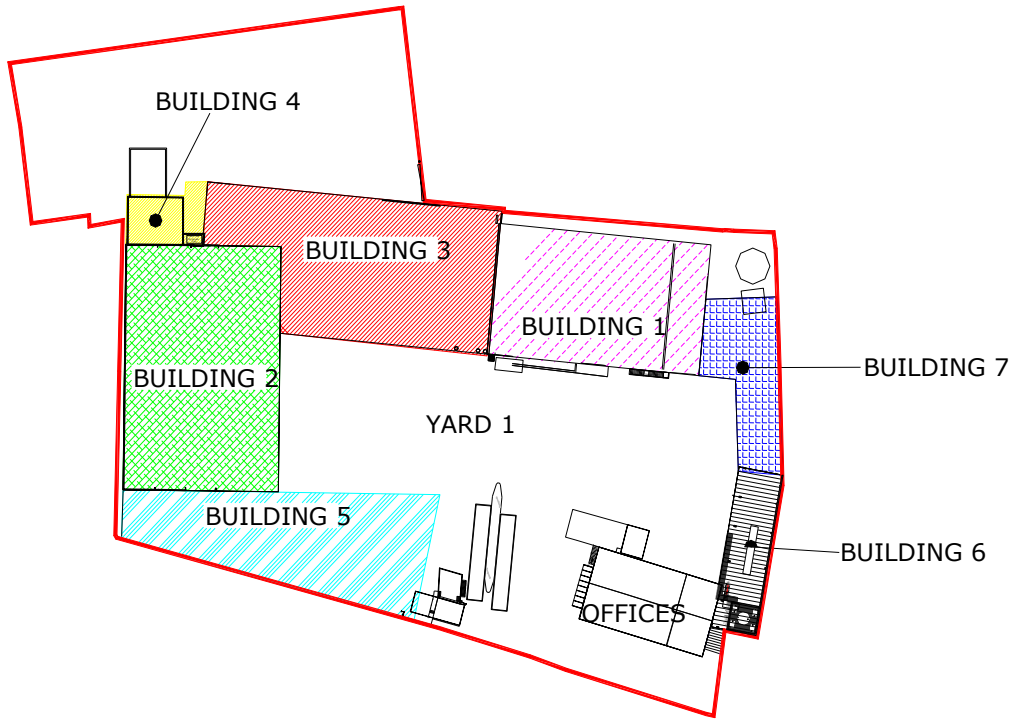 BUILDING 4
BUILDING 3
BUILDING 1
BUILDING 7
BUILDING 2
YARD 1
BUILDING 5
BUILDING 6
OFFICES